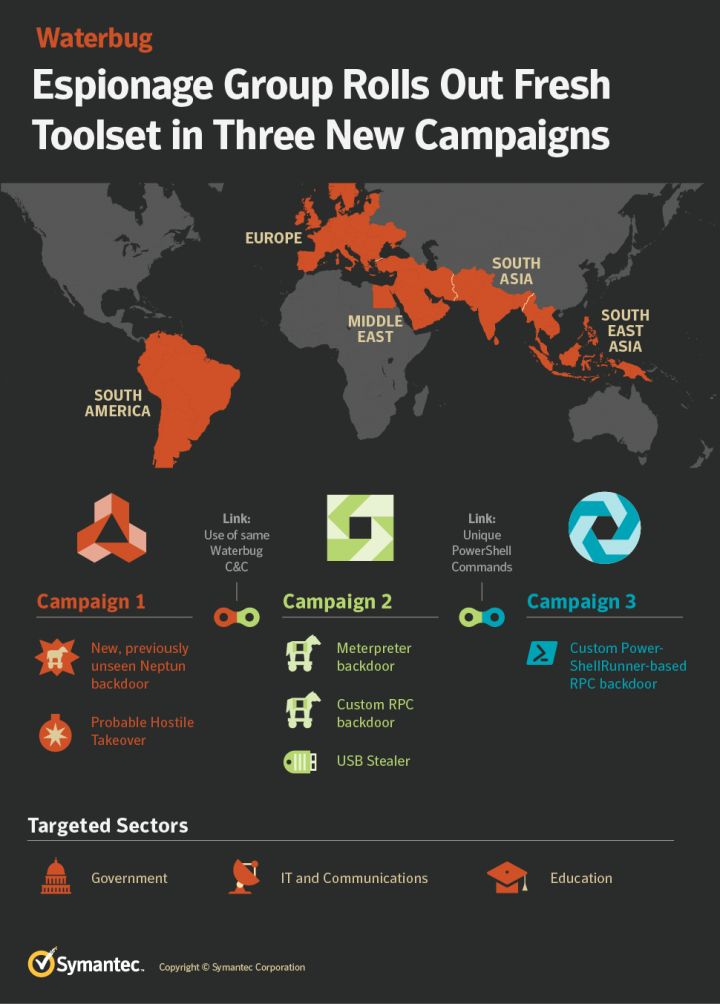 Waterbug
Espionage Group Rolls Out Fresh
Toolset in Three New Campaigns
EUROPE
SOUTH
ASIA
MIDDLE
EAST
SOUTH
EAST
ASIA
SOUTH
AMERICA
Link:
Use of same
Waterbug
C&C
Link:
Unique
PowerShell
Commands
Campaign 1
New, previously
unseen Neptun
backdoor
Probable Hostile
Takeover
Campaign 2
Meterpreter
backdoor
Custom RPC
backdoor
USB Stealer
Campaign 3
Custom Power-
ShellRunner-based
RPC backdoor
Targeted Sectors
Government
IT and Communications
Education
Symantec™
Copyright © Symantec Corporation